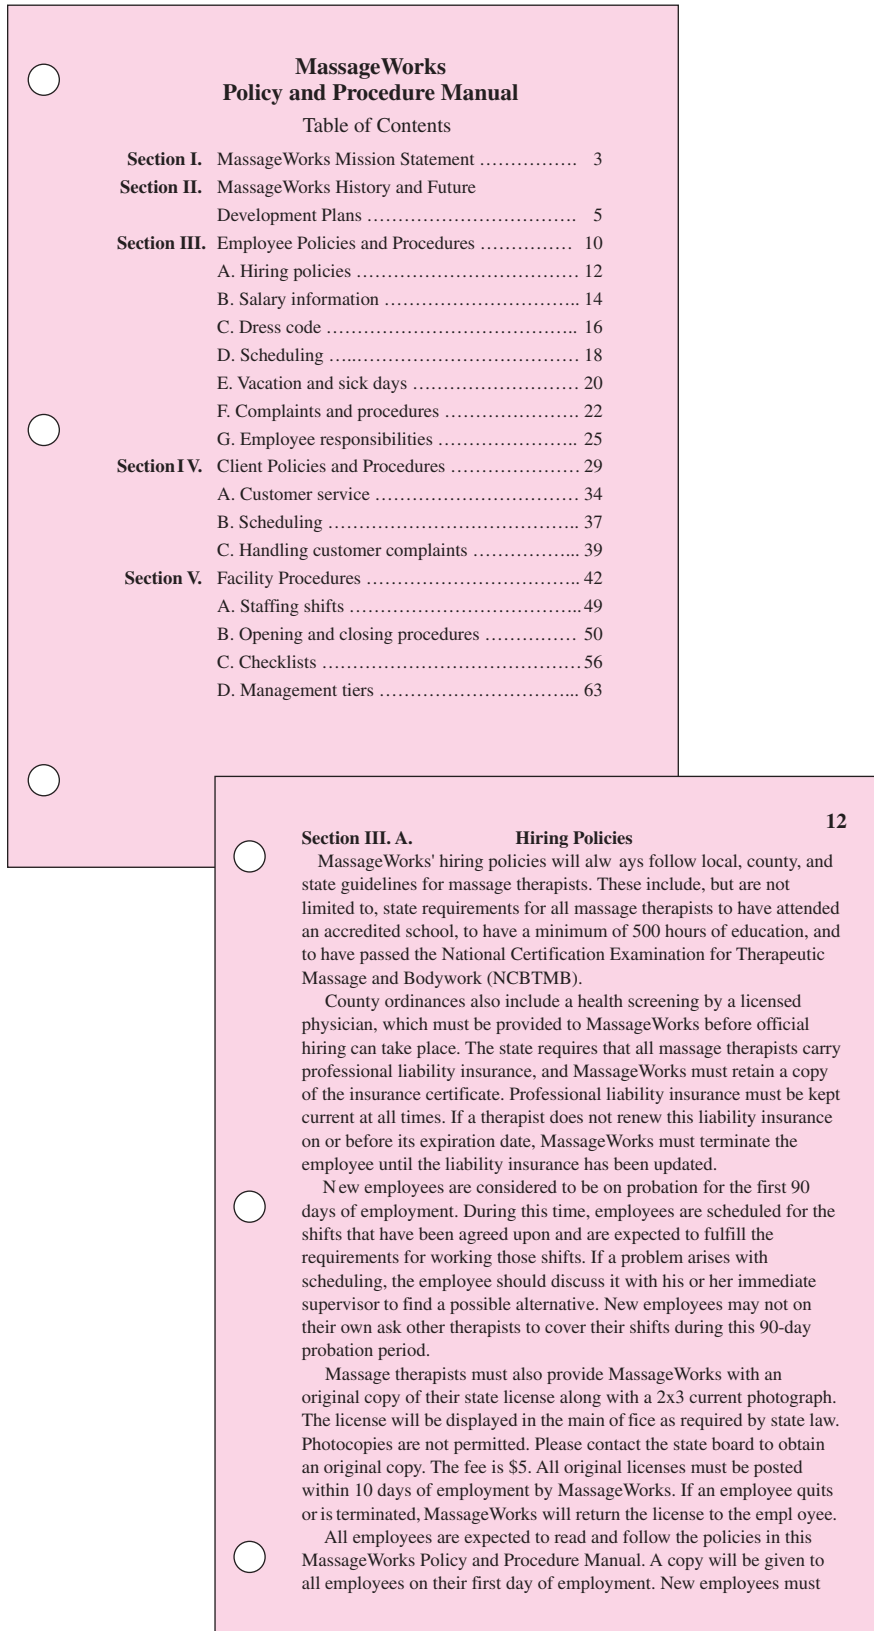 MassageWorks
Policy and Procedure Manual
Table of Contents
Section I. MassageWorks Mission Statement ................ 3
Section II. MassageWorks History and Future
Development Plans .................................. 5
Section III. Employee Policies and Procedures ............... 10
A. Hiring policies .................................... 12
B. Salary information ................................ 14
C. Dress code ......................................... 16
D. Scheduling ......................................... 18
E. Vacation and sick days ........................... 20
F. Complaints and procedures ...................... 22
G. Employee responsibilities ....................... 25
Section IV. Client Policies and Procedures ..................... 29
A. Customer service ................................. 34
B. Scheduling ......................................... 37
C. Handling customer complaints ................. 39
Section V. Facility Procedures ................................... 42
A. Staffing shifts ...................................... 49
B. Opening and closing procedures ............... 50
C. Checklists .......................................... 56
D. Management tiers ................................. 63
12
Section III. A. Hiring Policies
MassageWorks' hiring policies will alw ays follow local, county, and
state guidelines for massage therapists. These include, but are not
limited to, state requirements for all massage therapists to have attended
an accredited school, to have a minimum of 500 hours of education, and
to have passed the National Certification Examination for Therapeutic
Massage and Bodywork (NCBTMB).
County ordinances also include a health screening by a licensed
physician, which must be provided to MassageWorks before official
hiring can take place. The state requires that all massage therapists carry
professional liability insurance, and MassageWorks must retain a copy
of the insurance certificate. Professional liability insurance must be kept
current at all times. If a therapist does not renew this liability insurance
on or before its expiration date, MassageWorks must terminate the
employee until the liability insurance has been updated.
New employees are considered to be on probation for the first 90
days of employment. During this time, employees are scheduled for the
shifts that have been agreed upon and are expected to fulfill the
requirements for working those shifts. If a problem arises with
scheduling, the employee should discuss it with his or her immediate
supervisor to find a possible alternative. New employees may not on
their own ask other therapists to cover their shifts during this 90-day
probation period.
Massage therapists must also provide MassageWorks with an
original copy of their state license along with a 2x3 current photograph.
The license will be displayed in the main of fice as required by state law.
Photocopies are not permitted. Please contact the state board to obtain
an original copy. The fee is $5. All original licenses must be posted
within 10 days of employment by MassageWorks. If an employee quits
or is terminated, MassageWorks will return the license to the empl oyee.
All employees are expected to read and follow the policies in this
MassageWorks Policy and Procedure Manual. A copy will be given to
all employees on their first day of employment. New employees must